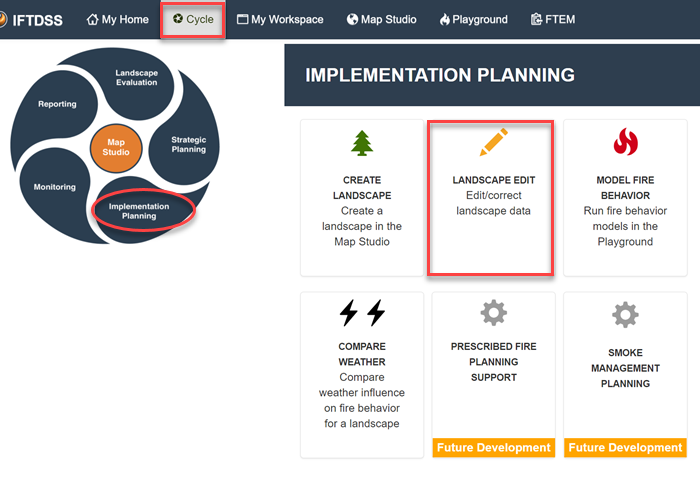 IFTDSS My Home Cycle My Workspace Map Studio Playground FTEM
Landscape
Evaluation
Reporting
Strategic
Planning
Map
Studio
Monitoring
Implementation
Planning
IMPLEMENTATION PLANNING
CREATE
LANDSCAPE
Create a
landscape in the
Map Studio
LANDSCAPE EDIT
Edit/correct
landscape data
MODEL FIRE
BEHAVIOR
Run fire behavior
models in the
Playground
COMPARE
WEATHER
Compare
weather influence
on fire behavior
for a landscape
PRESCRIBED FIRE
PLANNING
SUPPORT
Future Development
SMOKE
MANAGEMENT
PLANNING
Future Development